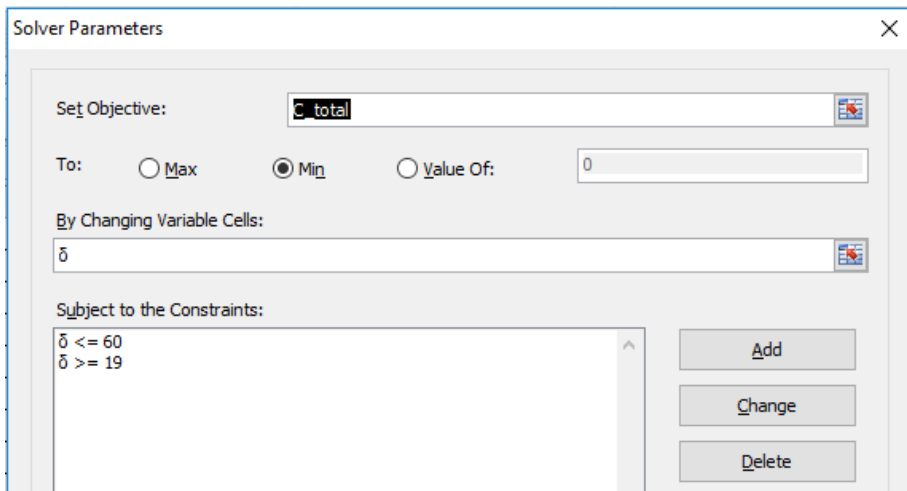 Solver Parameters
Set Objective:
C_total
To:
Max
Min
Value Of:
0
By Changing Variable Cells:
δ
Subject to the Constraints:
δ <= 60
δ >= 19
Add
Change
Delete